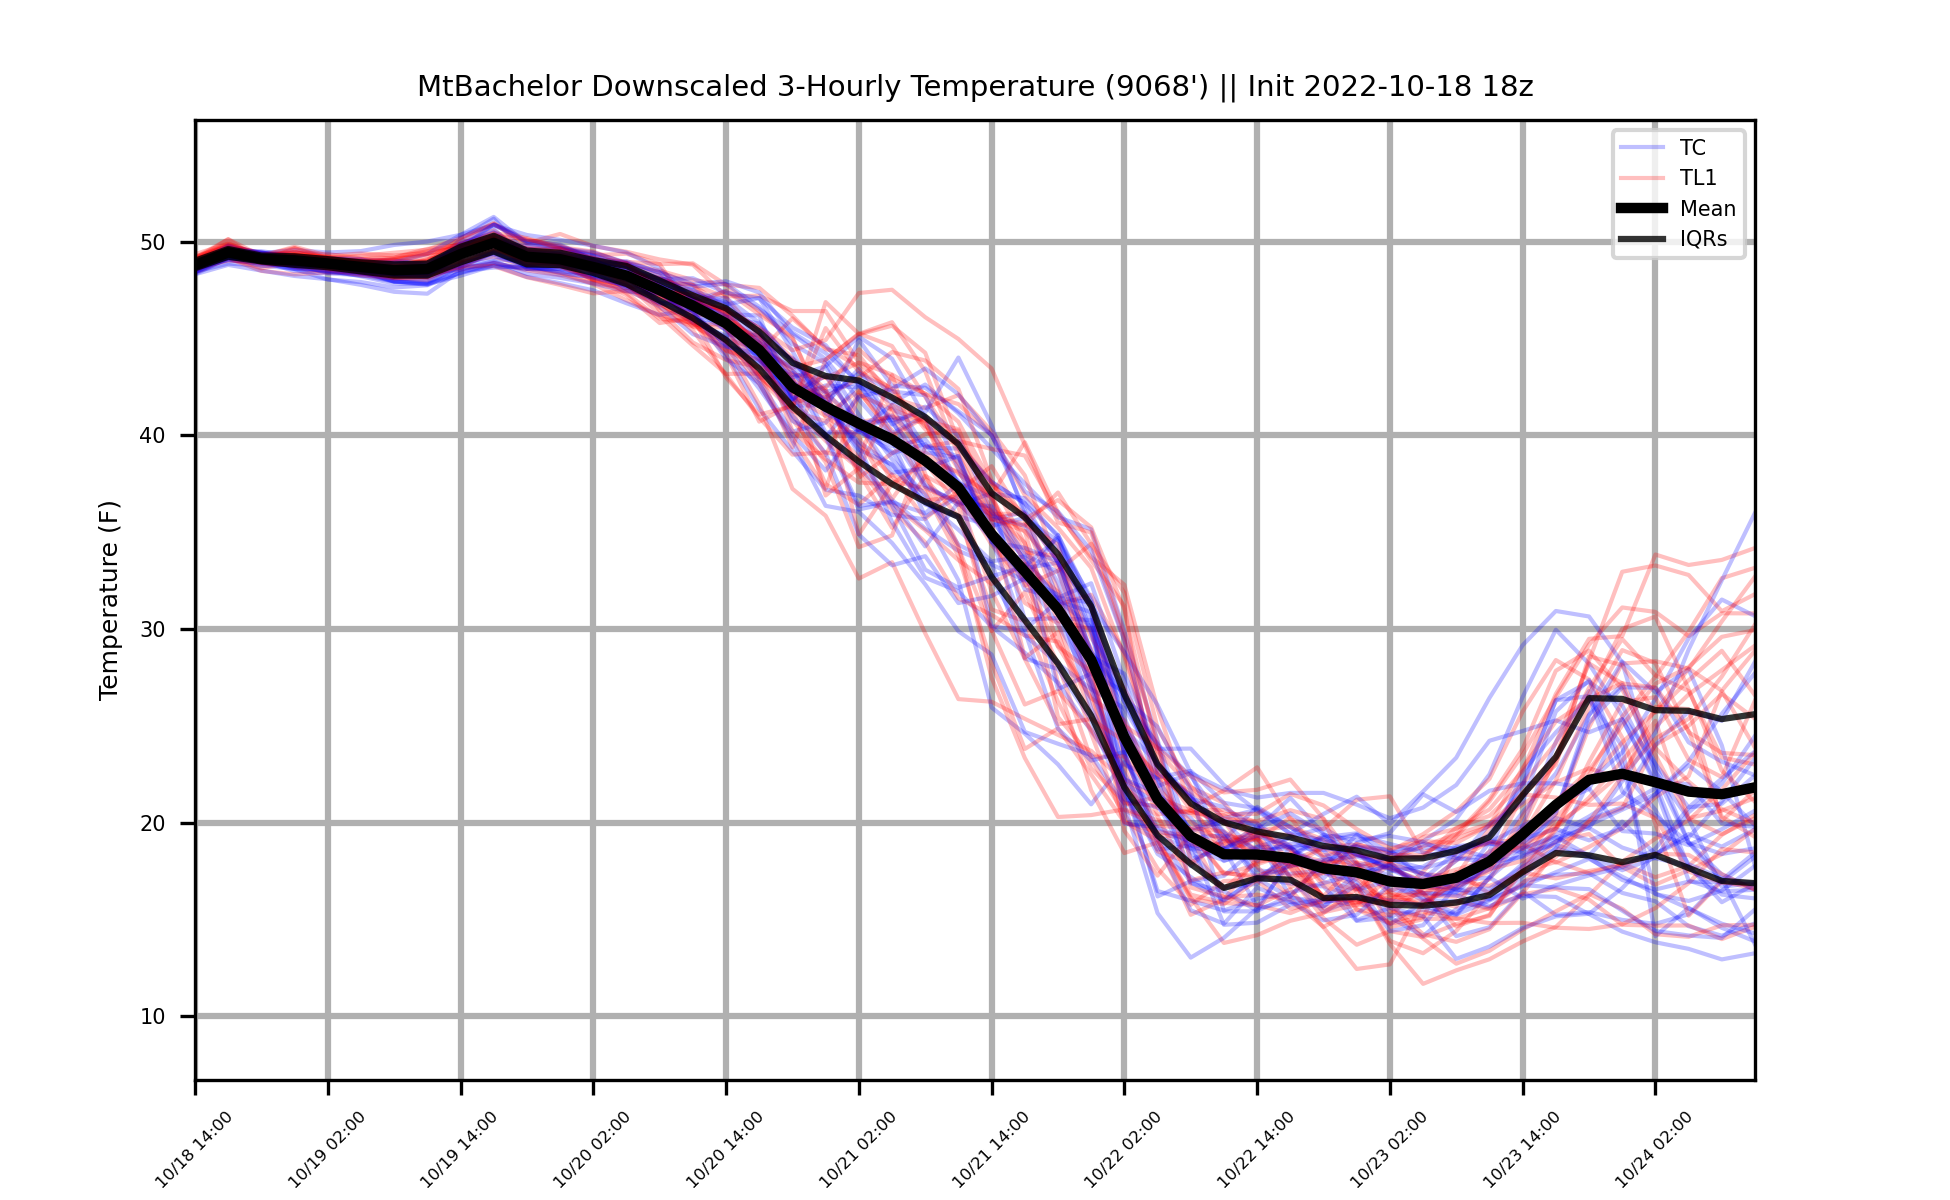 MtBachelor Downscaled 3-Hourly Temperature (9068') || Init 2022-10-18 18z
TC
TL1
Mean
IQRs
Temperature (F)
50
40
30
20
10
10/18 14:00
10/19 02:00
10/19 14:00
10/20 02:00
10/20 14:00
10/21 02:00
10/21 14:00
10/22 02:00
10/22 14:00
10/23 02:00
10/23 14:00
10/24 02:00